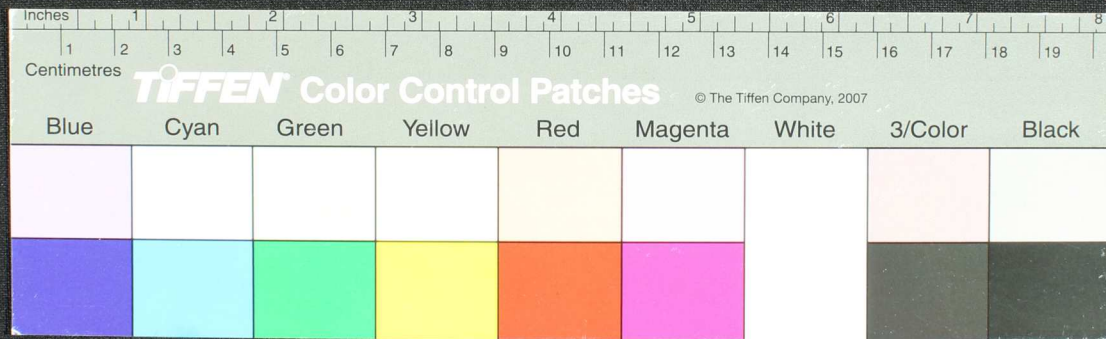 Inches 1 2 3 4 5 6 7 8
1 2 3 4 5 6 7 8 9 10 11 12 13 14 15 16 17 18 19
Centimetres
TIFFEN Color Control Patches © The Tiffen Company, 2007
Blue Cyan Green Yellow Red Magenta White 3/Color Black